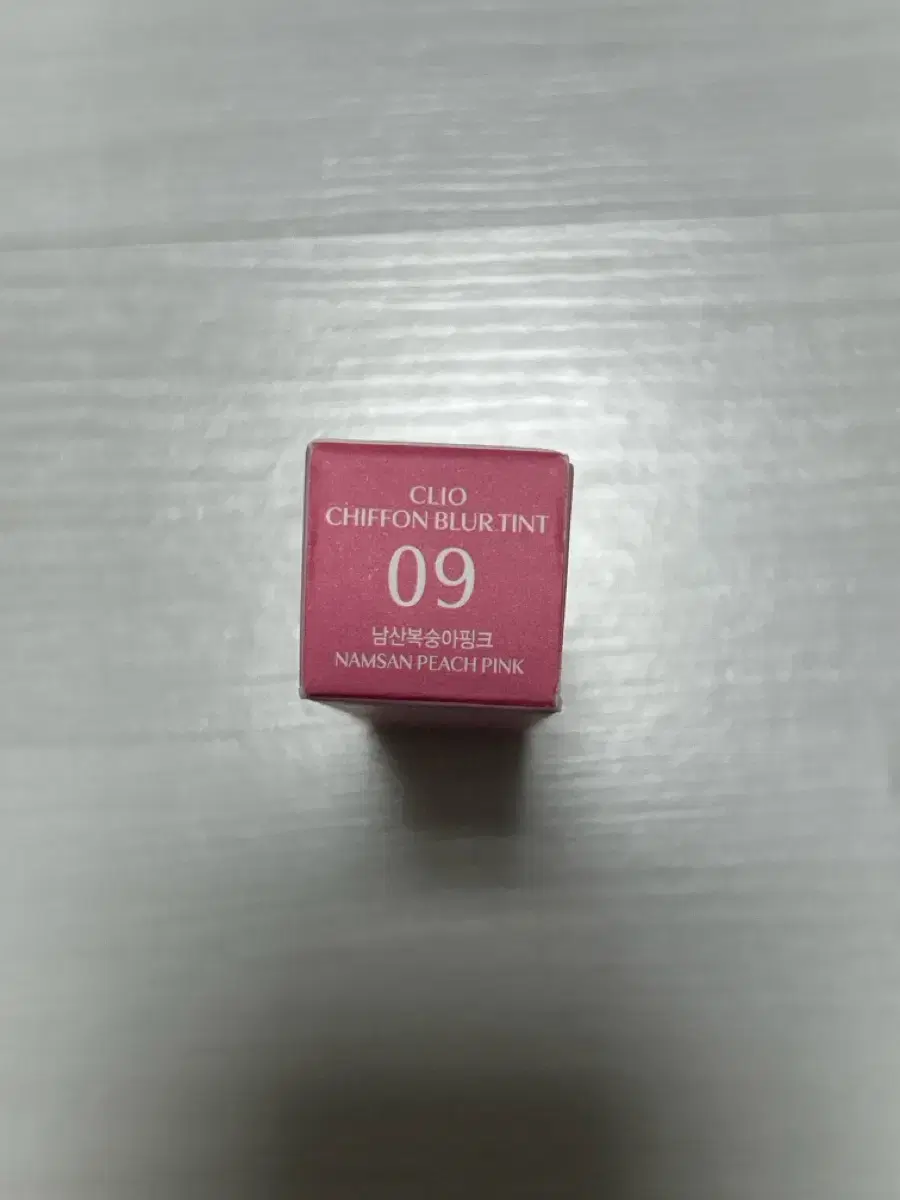 CLIO
CHIFFON BLUR TINT
09
남산복숭아핑크
NAMSAN PEACH PINK